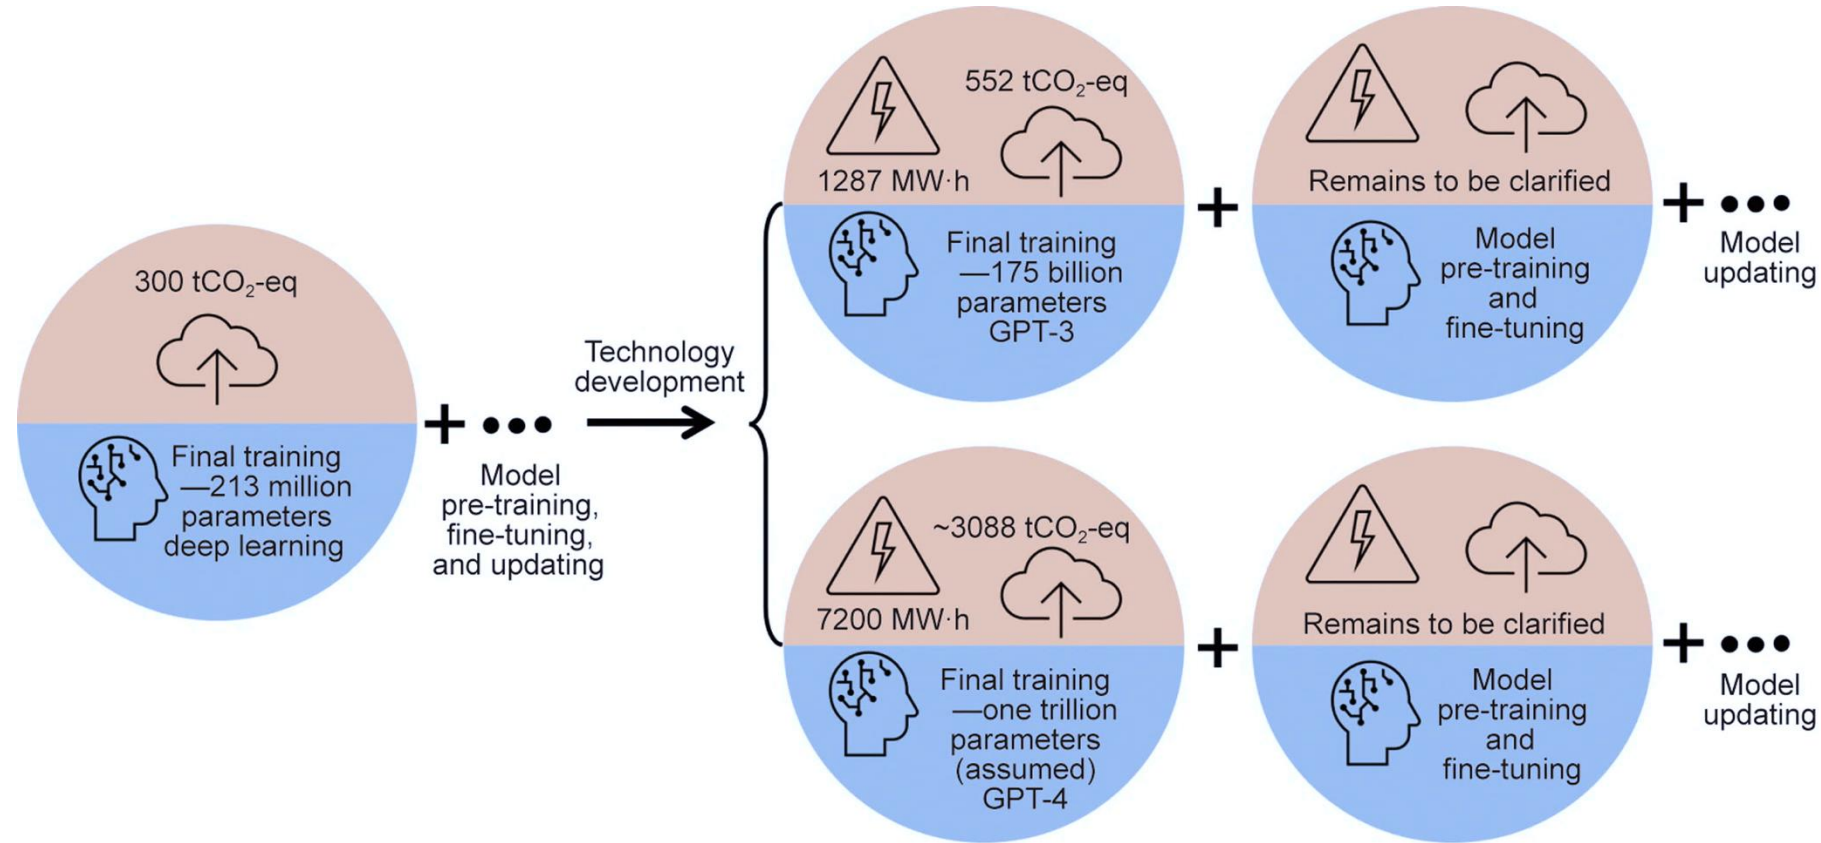 300 tCO₂-eq
Final training
—213 million
parameters
deep learning
+ •••
Model
pre-training,
fine-tuning,
and updating
Technology
development
552 tCO₂-eq
1287 MW·h
Final training
—175 billion
parameters
GPT-3
+
Remains to be clarified
Model
pre-training
and
fine-tuning
+ •••
Model
updating
~3088 tCO₂-eq
7200 MW·h
Final training
—one trillion
parameters
(assumed)
GPT-4
+
Remains to be clarified
Model
pre-training
and
fine-tuning
+ •••
Model
updating